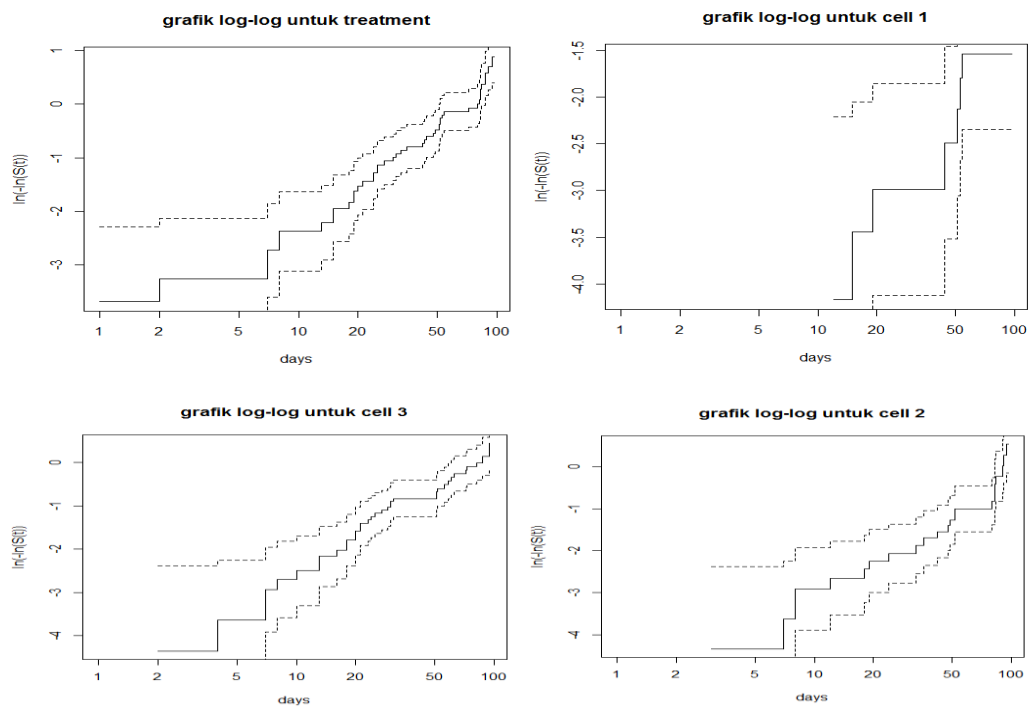 grafik log-log untuk treatment
ln(-ln(S(t))
1
0
-1
-2
-3
1 2 5 10 20 50 100
days
grafik log-log untuk cell 1
ln(-ln(S(t))
-1.5
-2.0
-2.5
-3.0
-3.5
-4.0
1 2 5 10 20 50 100
days
grafik log-log untuk cell 3
ln(-ln(S(t))
0
-1
-2
-3
-4
1 2 5 10 20 50 100
days
grafik log-log untuk cell 2
ln(-ln(S(t))
0
-1
-2
-3
-4
1 2 5 10 20 50 100
days